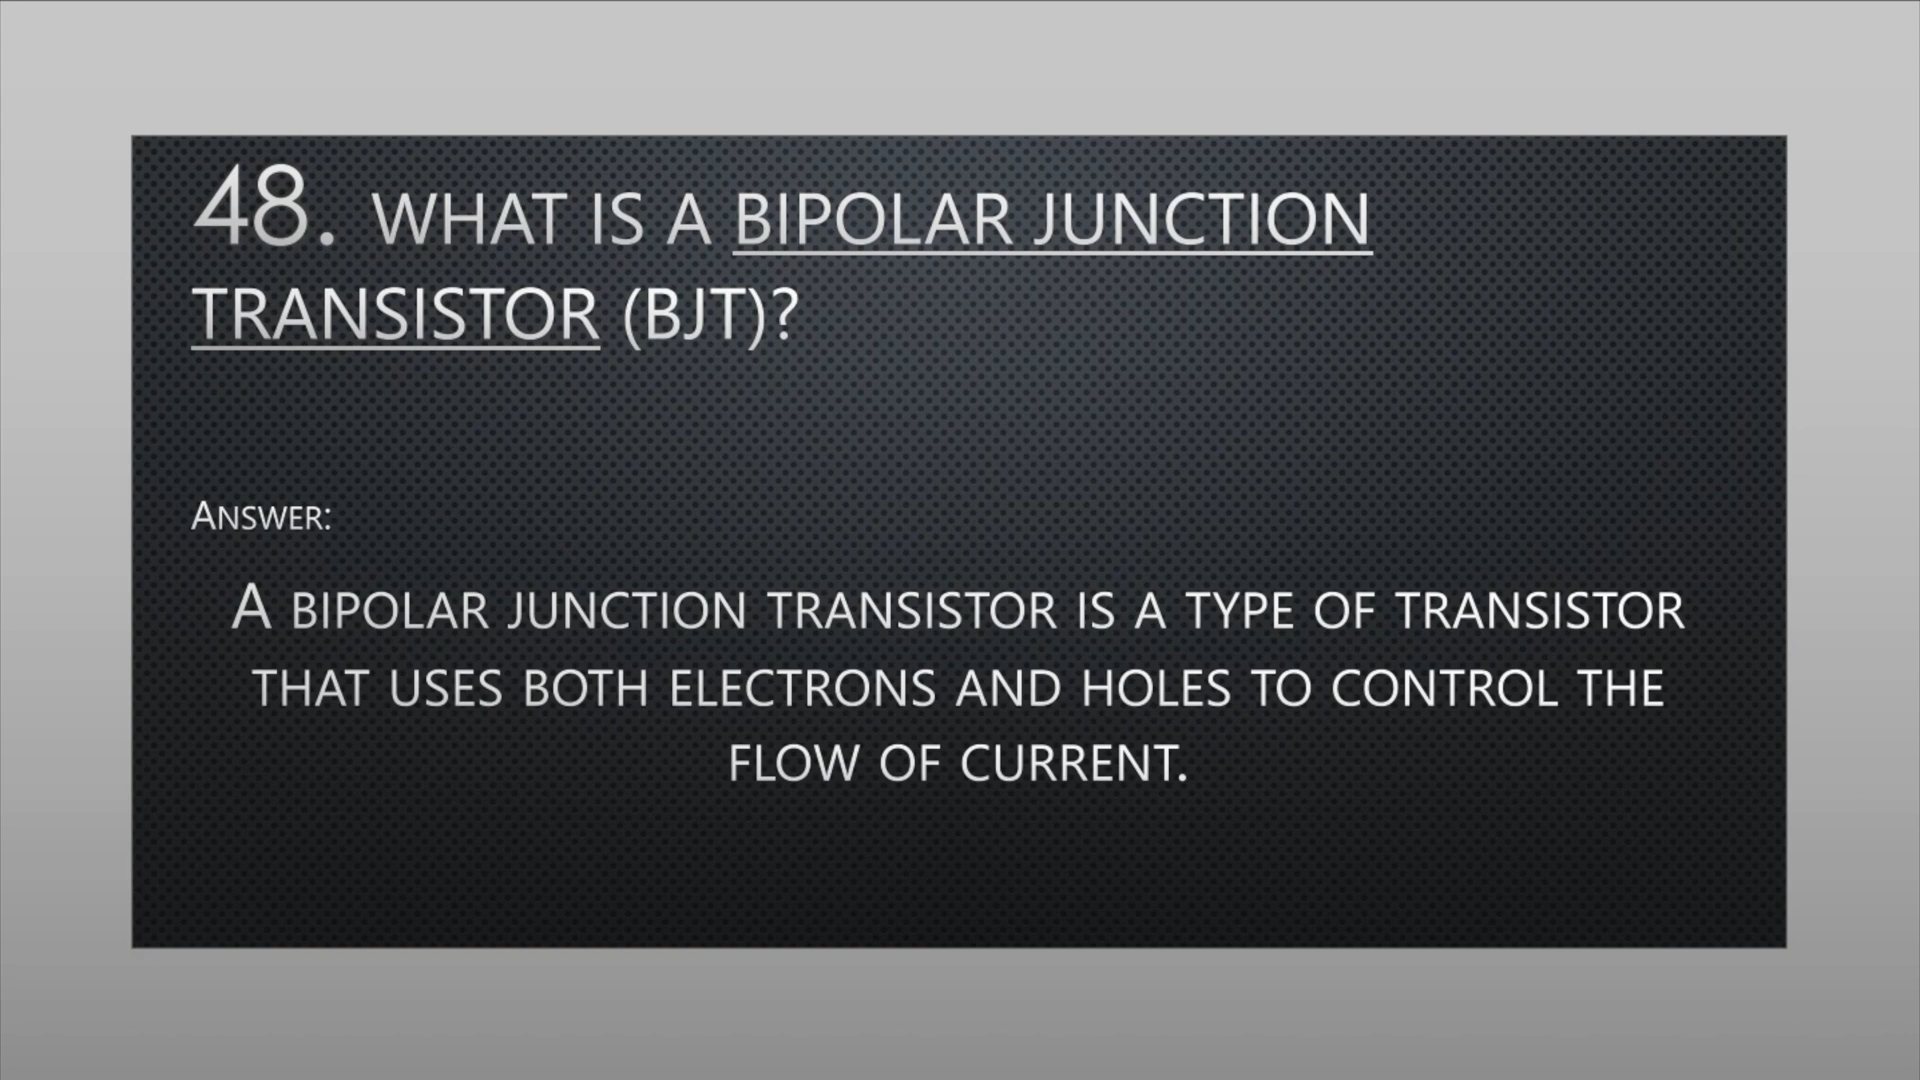 48. WHAT IS A BIPOLAR JUNCTION
TRANSISTOR (BJT)?
ANSWER:
A BIPOLAR JUNCTION TRANSISTOR IS A TYPE OF TRANSISTOR
THAT USES BOTH ELECTRONS AND HOLES TO CONTROL THE
FLOW OF CURRENT.